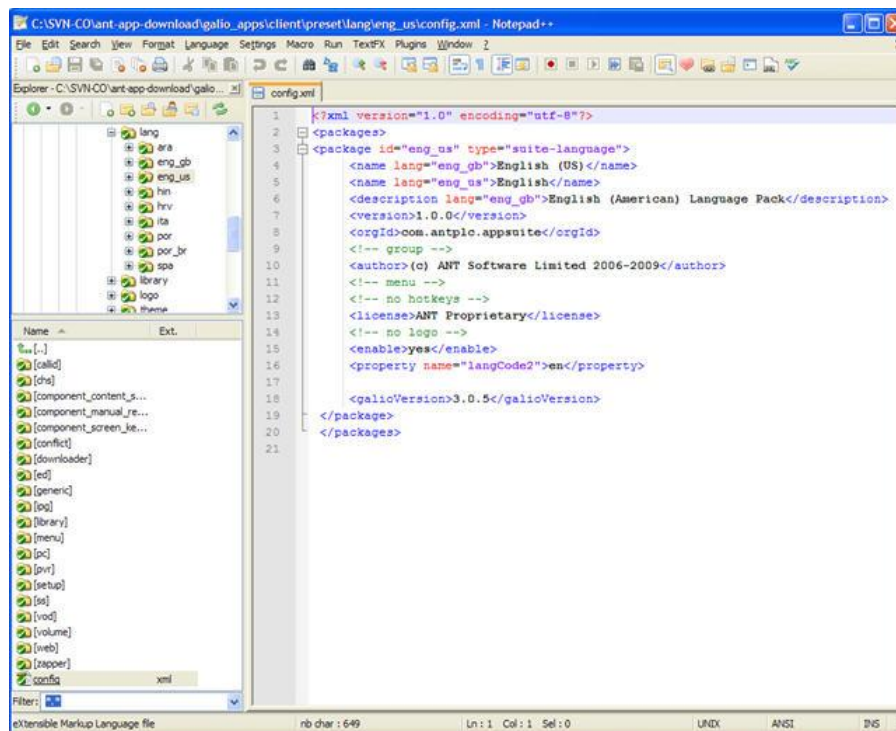 C:\SVN-CO\ant-app-download\galio_apps\client\preset\lang\eng_us\config.xml - Notepad++
File Edit Search View Format Language Settings Macro Run TextFX Plugins Window ?
Explorer - C:\SVN-CO\ant-app-download\galio...
lang
ara
eng_gb
eng_us
hin
hrv
ita
por
por_br
spa
library
logo
theme
Name Ext.
[..]
[callid]
[chs]
[component_content_s...
[component_manual_re...
[component_screen_ke...
[conflict]
[downloader]
[ed]
[generic]
[ipg]
[library]
[menu]
[pc]
[pvr]
[setup]
[ss]
[vod]
[volume]
[web]
[zapper]
config xml
Filter:
config.xml
1 <?xml version="1.0" encoding="utf-8"?>
2 <packages>
3 <package id="eng_us" type="suite-language">
4 <name lang="eng_gb">English (US)</name>
5 <name lang="eng_us">English</name>
6 <description lang="eng_gb">English (American) Language Pack</description>
7 <version>1.0.0</version>
8 <orgId>com.antplc.appsuite</orgId>
9 <!-- group -->
10 <author>(c) ANT Software Limited 2006-2009</author>
11 <!-- menu -->
12 <!-- no hotkeys -->
13 <license>ANT Proprietary</license>
14 <!-- no logo -->
15 <enable>yes</enable>
16 <property name="langCode2">en</property>
17
18 <galioVersion>3.0.5</galioVersion>
19 </package>
20 </packages>
21
eXtensible Markup Language file nb char : 649 Ln : 1 Col : 1 Sel : 0 UNIX ANSI INS